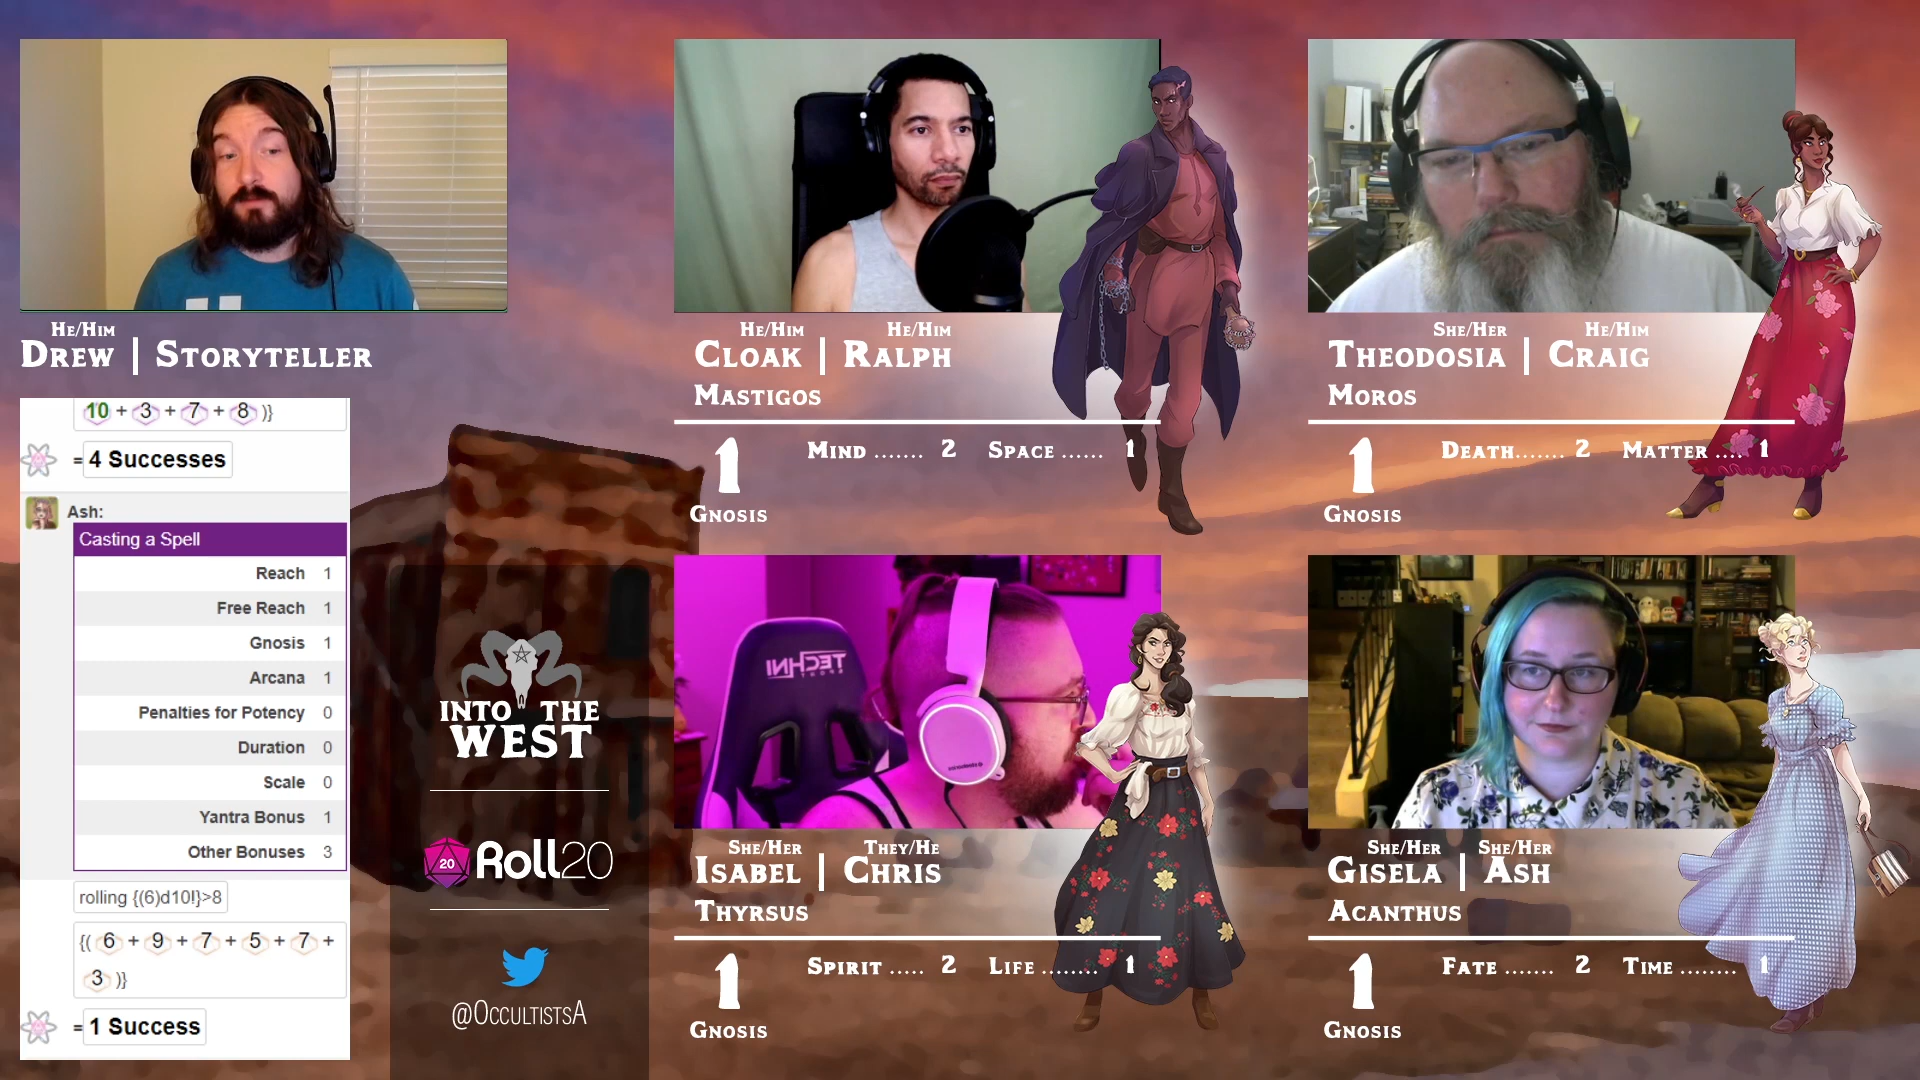 He/Him
Drew | Storyteller
10 + 3 + 7 + 8 )}
= 4 Successes
Ash:
Casting a Spell
Reach 1
Free Reach 1
Gnosis 1
Arcana 1
Penalties for Potency 0
Duration 0
Scale 0
Yantra Bonus 1
Other Bonuses 3
rolling {(6)d10!}>8
{( 6 + 9 + 7 + 5 + 7 +
3 )}
= 1 Success
INTO THE
WEST
20
Roll20
@OccultistsA
He/Him He/Him
Cloak | Ralph
Mastigos
1
Gnosis
Mind ....... 2 Space ...... 1
She/Her He/Him
Theodosia | Craig
Moros
1
Gnosis
Death....... 2 Matter .... 1
TECHNI
SPORT
She/Her They/He
Isabel | Chris
Thyrsus
1
Gnosis
Spirit ..... 2 Life ........ 1
She/Her She/Her
Gisela | Ash
Acanthus
1
Gnosis
Fate ....... 2 Time ........ 1